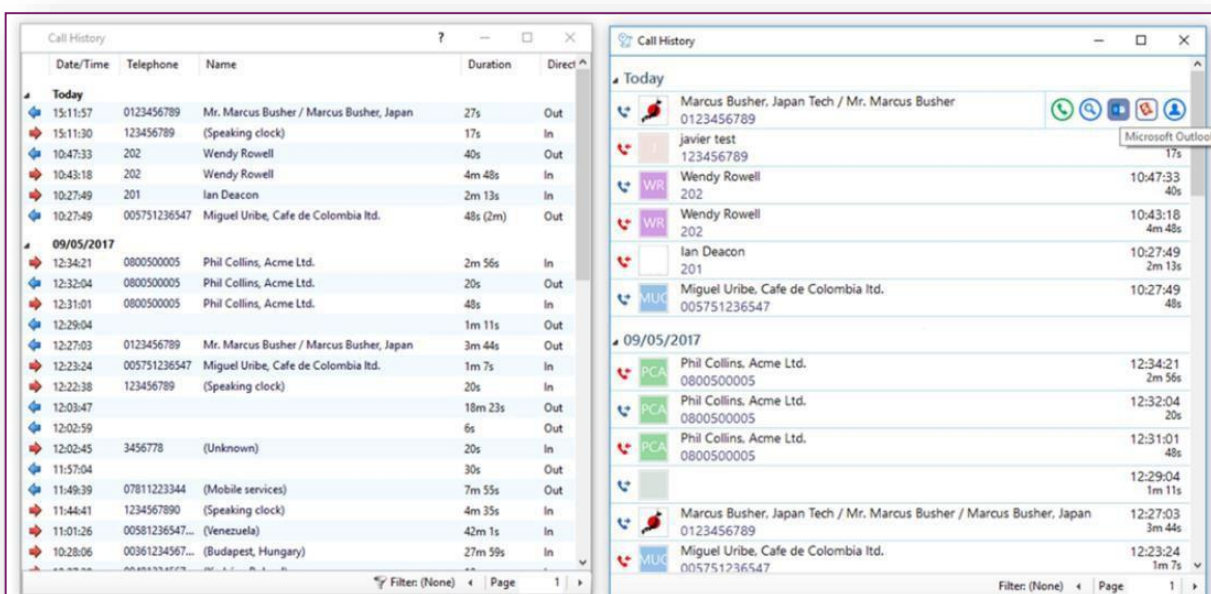 Call History ?
Date/Time Telephone Name Duration Direct
Today
15:11:57 0123456789 Mr. Marcus Busher / Marcus Busher, Japan 27s Out
15:11:30 123456789 (Speaking clock) 17s In
10:47:33 202 Wendy Rowell 40s Out
10:43:18 202 Wendy Rowell 4m 48s In
10:27:49 201 Ian Deacon 2m 13s In
10:27:49 005751236547 Miguel Uribe, Cafe de Colombia ltd. 48s (2m) Out
09/05/2017
12:34:21 0800500005 Phil Collins, Acme Ltd. 2m 56s In
12:32:04 0800500005 Phil Collins, Acme Ltd. 20s Out
12:31:01 0800500005 Phil Collins, Acme Ltd. 48s In
12:29:04 1m 11s Out
12:27:03 0123456789 Mr. Marcus Busher / Marcus Busher, Japan 3m 44s Out
12:23:24 005751236547 Miguel Uribe, Cafe de Colombia ltd. 1m 7s In
12:22:38 123456789 (Speaking clock) 20s In
12:03:47 18m 23s Out
12:02:59 6s Out
12:02:45 3456778 (Unknown) 20s In
11:57:04 30s Out
11:49:39 07811223344 (Mobile services) 7m 55s Out
11:44:41 1234567890 (Speaking clock) 4m 35s In
11:01:26 00581236547... (Venezuela) 42m 1s In
10:28:06 00361234567... (Budapest, Hungary) 27m 59s In
Filter: (None) Page 1
Call History
Today
Marcus Busher, Japan Tech / Mr. Marcus Busher
0123456789
Microsoft Outlook
javier test
123456789 17s
WR Wendy Rowell 10:47:33
202 40s
WR Wendy Rowell 10:43:18
202 4m 48s
Ian Deacon 10:27:49
201 2m 13s
MUC Miguel Uribe, Cafe de Colombia ltd. 10:27:49
005751236547 48s
09/05/2017
PCA Phil Collins, Acme Ltd. 12:34:21
0800500005 2m 56s
PCA Phil Collins, Acme Ltd. 12:32:04
0800500005 20s
PCA Phil Collins, Acme Ltd. 12:31:01
0800500005 48s
12:29:04
1m 11s
Marcus Busher, Japan Tech / Mr. Marcus Busher / Marcus Busher, Japan 12:27:03
0123456789 3m 44s
MUC Miguel Uribe, Cafe de Colombia ltd. 12:23:24
005751236547 1m 7s
Filter: (None) Page 1